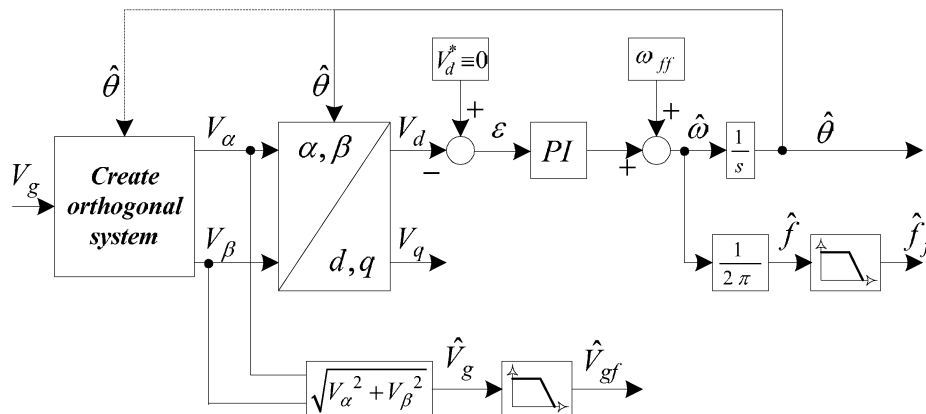 V_d^* ≡0
ω_ff
θ̂
θ̂
V_α
V_d
+
ε
+
ω̂
θ̂
V_g
Create
orthogonal
system
α, β
−
PI
+
1/s
V_β
d,q
V_q
1/2π
f̂
f̂_f
√V_α² +V_β²
V̂_g
V̂_gf